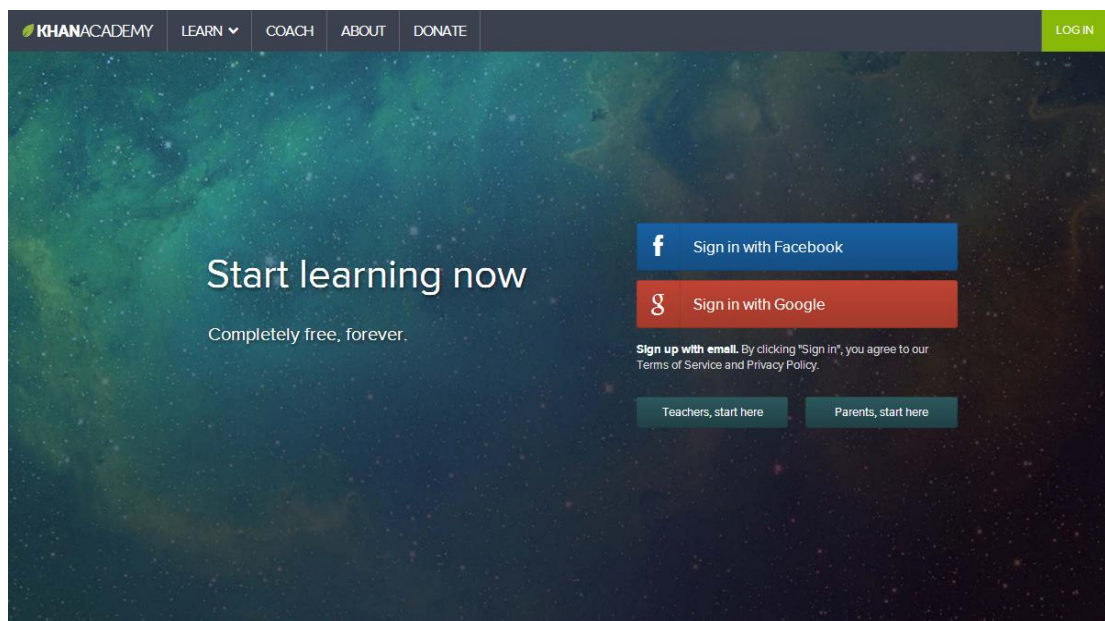 KHANACADEMY LEARN COACH ABOUT DONATE LOG IN
Start learning now
Completely free, forever.
f Sign in with Facebook
g Sign in with Google
Sign up with email. By clicking "Sign in", you agree to our
Terms of Service and Privacy Policy.
Teachers, start here Parents, start here